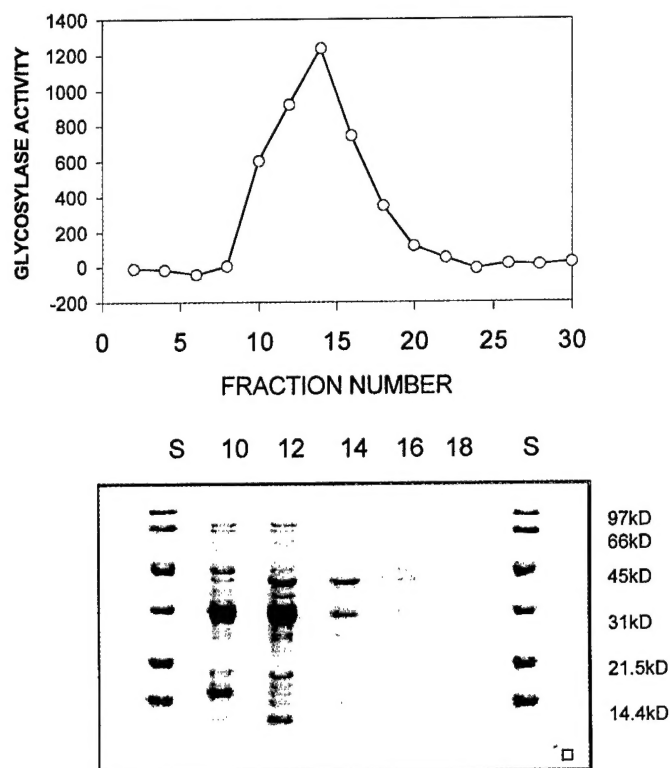 1400
1200
1000
800
600
400
200
0
-200
GLYCOSYLASE ACTIVITY
0 5 10 15 20 25 30
FRACTION NUMBER
S 10 12 14 16 18 S
97kD
66kD
45kD
31kD
21.5kD
14.4kD